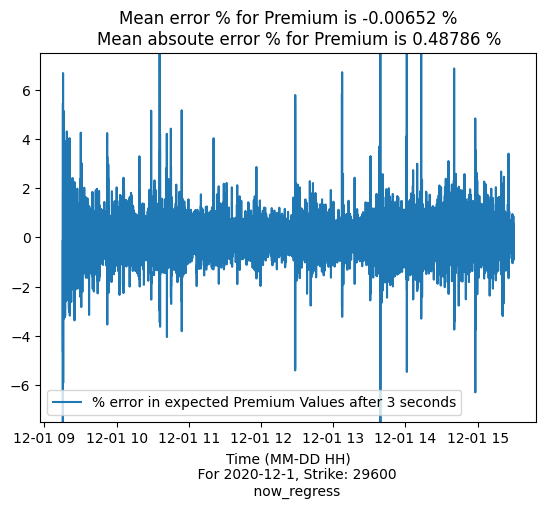 Mean error % for Premium is -0.00652 %
Mean absoute error % for Premium is 0.48786 %
6
4
2
0
−2
−4
−6
% error in expected Premium Values after 3 seconds
12-01 09 12-01 10 12-01 11 12-01 12 12-01 13 12-01 14 12-01 15
Time (MM-DD HH)
For 2020-12-1, Strike: 29600
now_regress